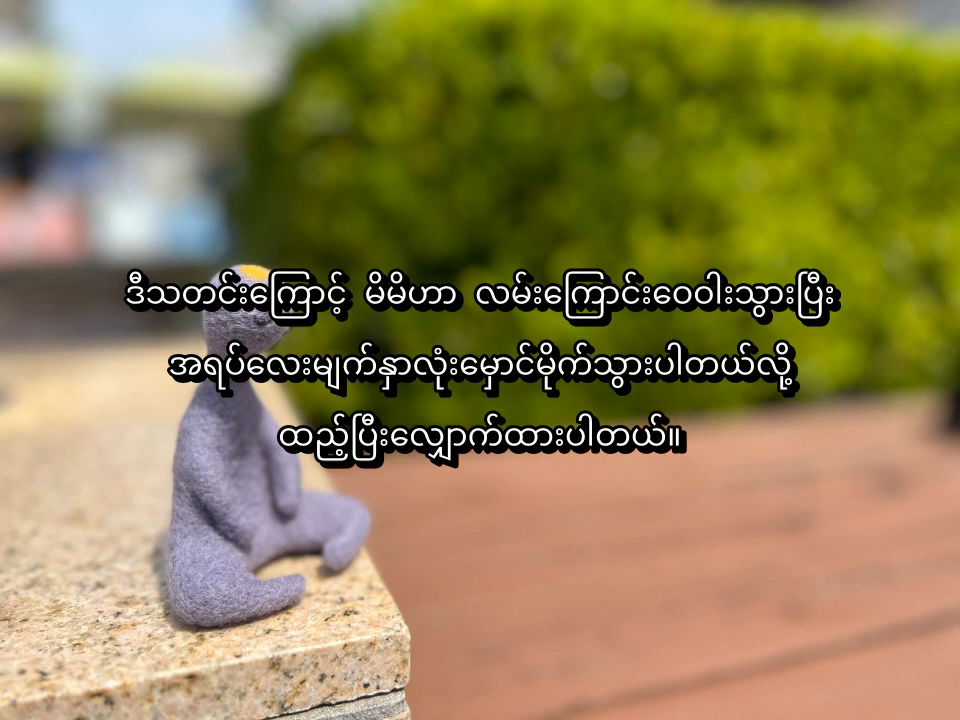 ဒီသတင်းကြောင့် မိမိဟာ လမ်းကြောင်းဝေဝါးသွားပြီး
အရပ်လေးမျက်နှာလုံးမှောင်မိုက်သွားပါတယ်လို့
ထည့်ပြီးလျှောက်ထားပါတယ်။